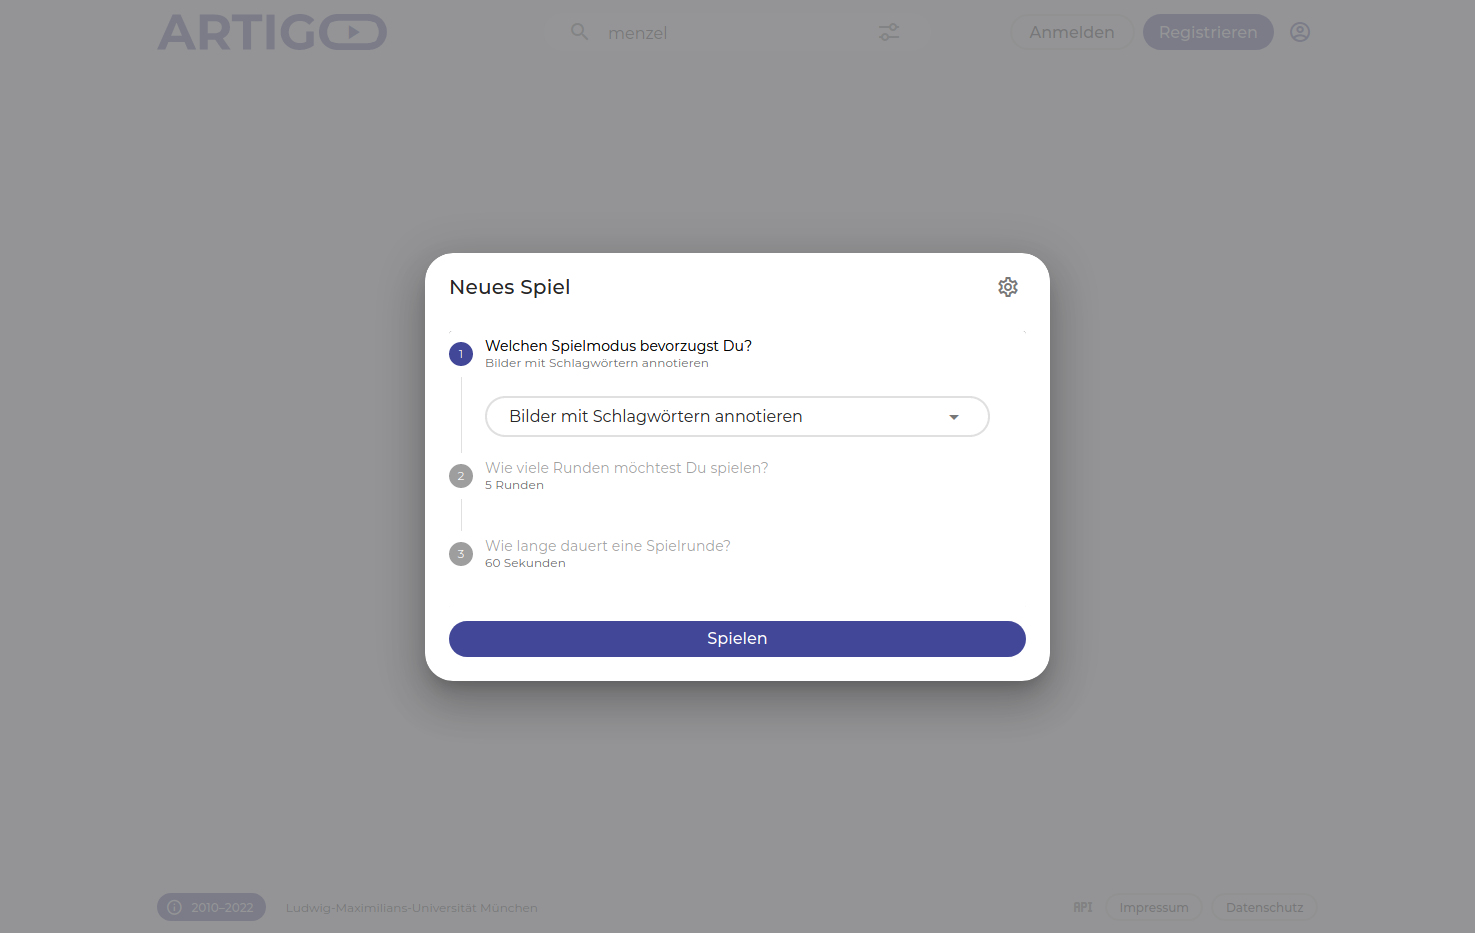 ARTIGO
menzel
Anmelden
Registrieren
Neues Spiel
1
Welchen Spielmodus bevorzugst Du?
Bilder mit Schlagwörtern annotieren
Bilder mit Schlagwörtern annotieren
2
Wie viele Runden möchtest Du spielen?
5 Runden
3
Wie lange dauert eine Spielrunde?
60 Sekunden
Spielen
2010–2022
Ludwig-Maximilians-Universität München
API
Impressum
Datenschutz